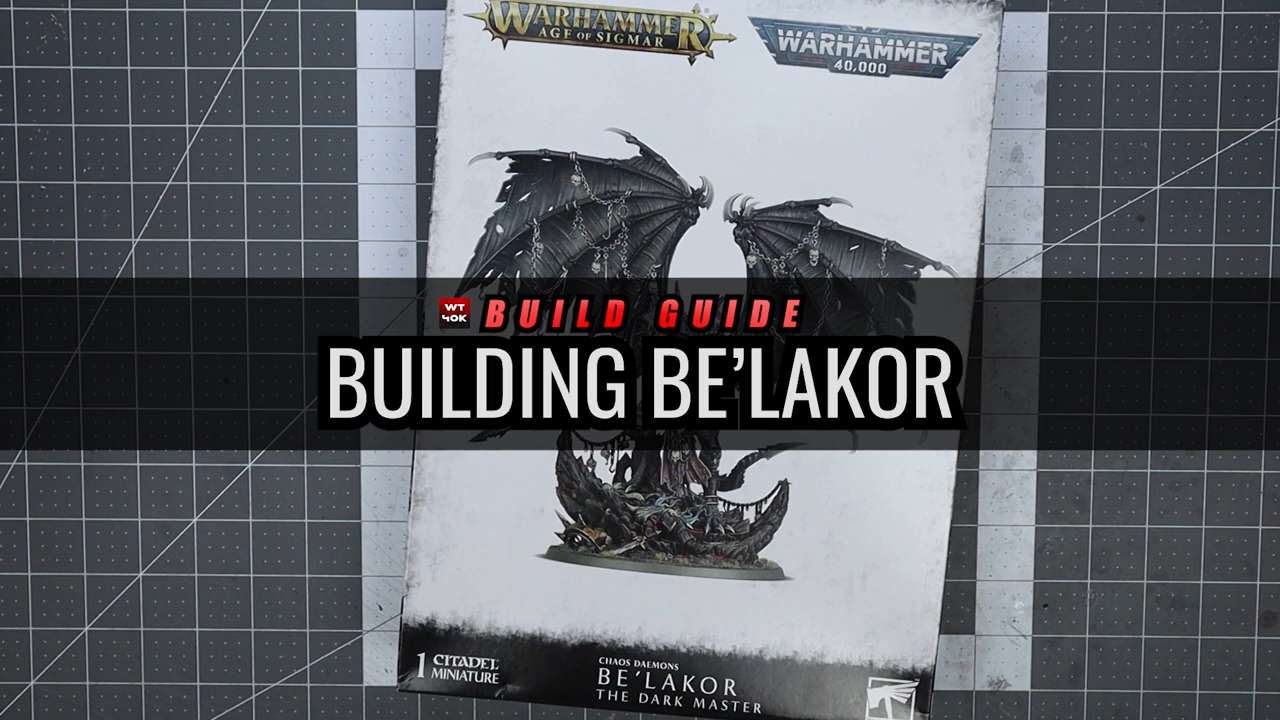 WARHAMMER
AGE OF SIGMAR
WARHAMMER
40,000
WT
40K
BUILD GUIDE
BUILDING BE’LAKOR
1 CITADEL
MINIATURE
CHAOS DAEMONS
BE´LAKOR
THE DARK MASTER